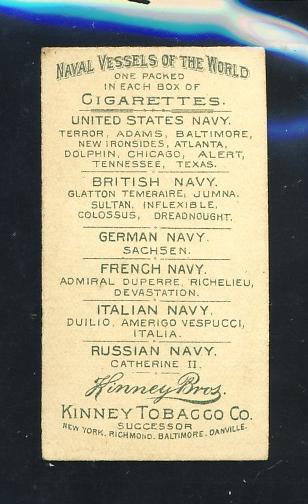 NAVAL VESSELS OF THE WORLD
ONE PACKED
IN EACH BOX OF
CIGARETTES.
UNITED STATES NAVY.
TERROR, ADAMS, BALTIMORE,
NEW IRONSIDES, ATLANTA,
DOLPHIN, CHICAGO, ALERT,
TENNESSEE, TEXAS.
BRITISH NAVY.
GLATTON TEMERAIRE, JUMNA.
SULTAN, INFLEXIBLE,
COLOSSUS, DREADNOUGHT.
GERMAN NAVY.
SACHSEN.
FRENCH NAVY.
ADMIRAL DUPERRE, RICHELIEU,
DEVASTATION.
ITALIAN NAVY.
DUILIO, AMERIGO VESPUCCI,
ITALIA.
RUSSIAN NAVY.
CATHERINE II.
Kinney Bros.
KINNEY TOBACCO CO.
SUCCESSOR
NEW YORK, RICHMOND, BALTIMORE, DANVILLE.